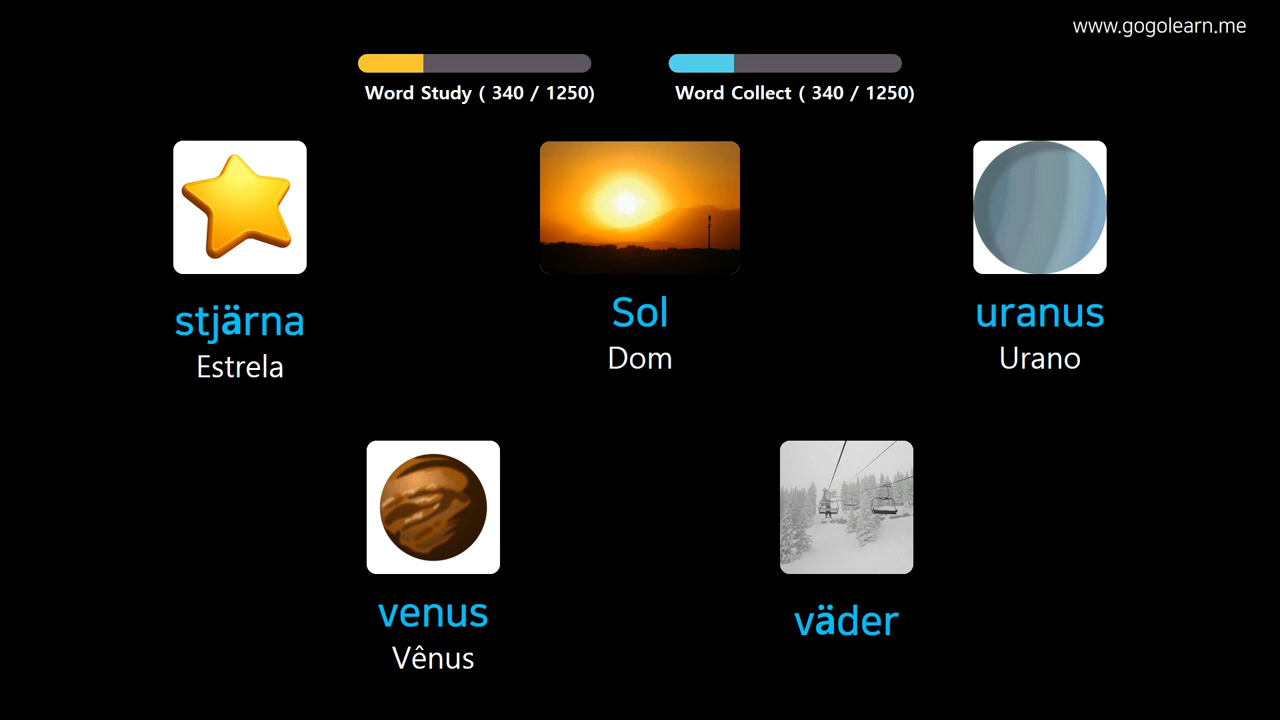 www.gogolearn.me
Word Study ( 340 / 1250)
Word Collect ( 340 / 1250)
stjärna
Estrela
Sol
Dom
uranus
Urano
venus
Vênus
väder